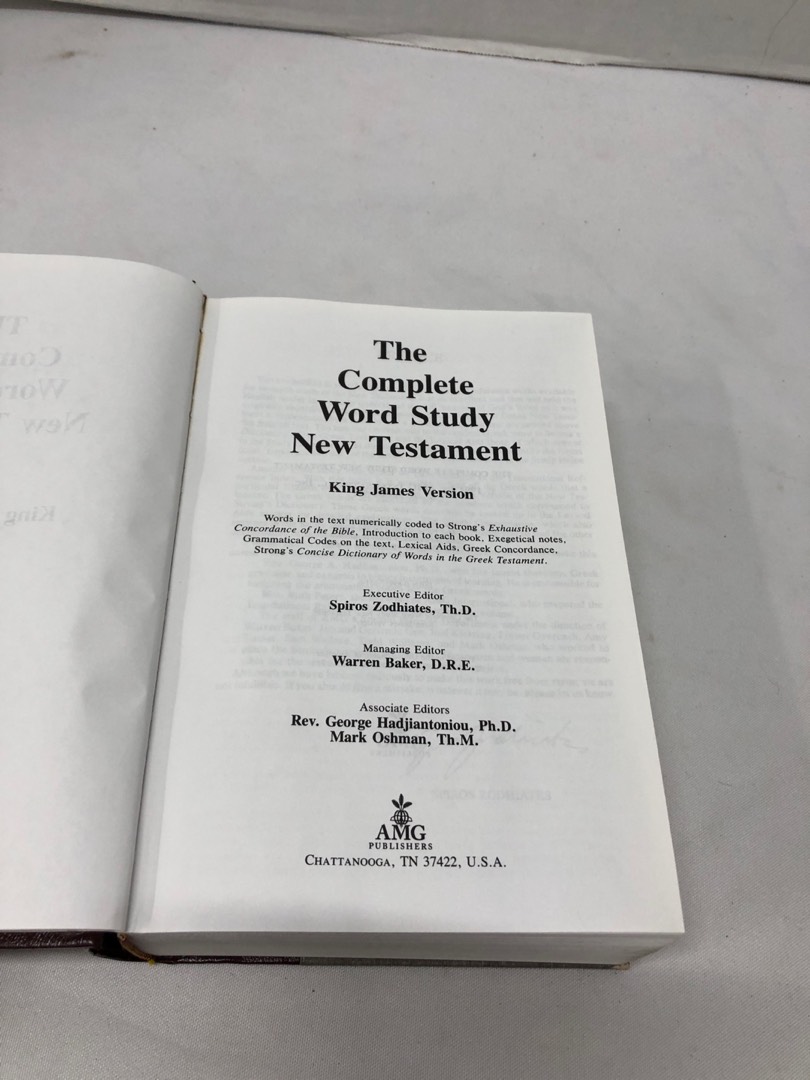 The
Complete
Word Study
New Testament
King James Version
Words in the text numerically coded to Strong's Exhaustive
Concordance of the Bible, Introduction to each book, Exegetical notes,
Grammatical Codes on the text, Lexical Aids, Greek Concordance,
Strong's Concise Dictionary of Words in the Greek Testament.
Executive Editor
Spiros Zodhiates, Th.D.
Managing Editor
Warren Baker, D.R.E.
Associate Editors
Rev. George Hadjiantoniou, Ph.D.
Mark Oshman, Th.M.
AMG
PUBLISHERS
CHATTANOOGA, TN 37422, U.S.A.